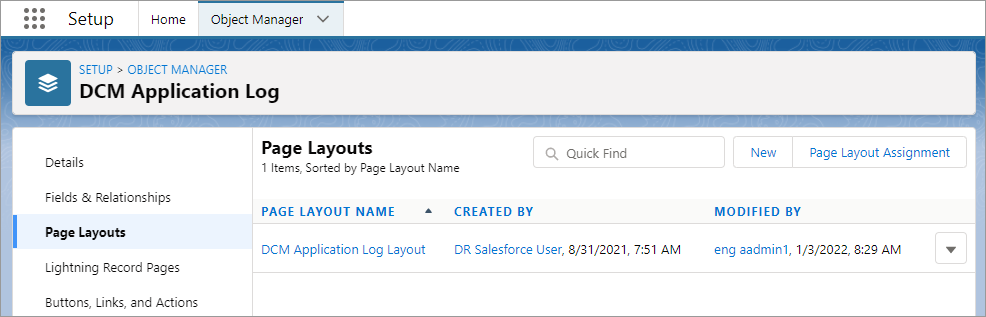 Setup Home Object Manager
SETUP > OBJECT MANAGER
DCM Application Log
Details
Fields & Relationships
Page Layouts
Lightning Record Pages
Buttons, Links, and Actions
Page Layouts
1 Items, Sorted by Page Layout Name
Quick Find
New
Page Layout Assignment
PAGE LAYOUT NAME CREATED BY MODIFIED BY
DCM Application Log Layout DR Salesforce User, 8/31/2021, 7:51 AM eng aadmin1, 1/3/2022, 8:29 AM